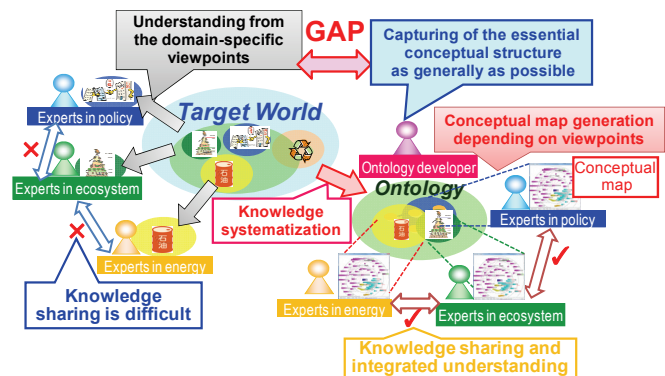 Understanding from
the domain-specific
viewpoints
GAP
Capturing of the essential
conceptual structure
as generally as possible
Experts in policy
Target World
Conceptual map generation
depending on viewpoints
Experts in ecosystem
石油
Ontology developer
Conceptual
map
Knowledge
systematization
Ontology
Experts in policy
石油
石油
Experts in energy
Knowledge
sharing is difficult
Experts in energy
Experts in ecosystem
Knowledge sharing and
integrated understanding